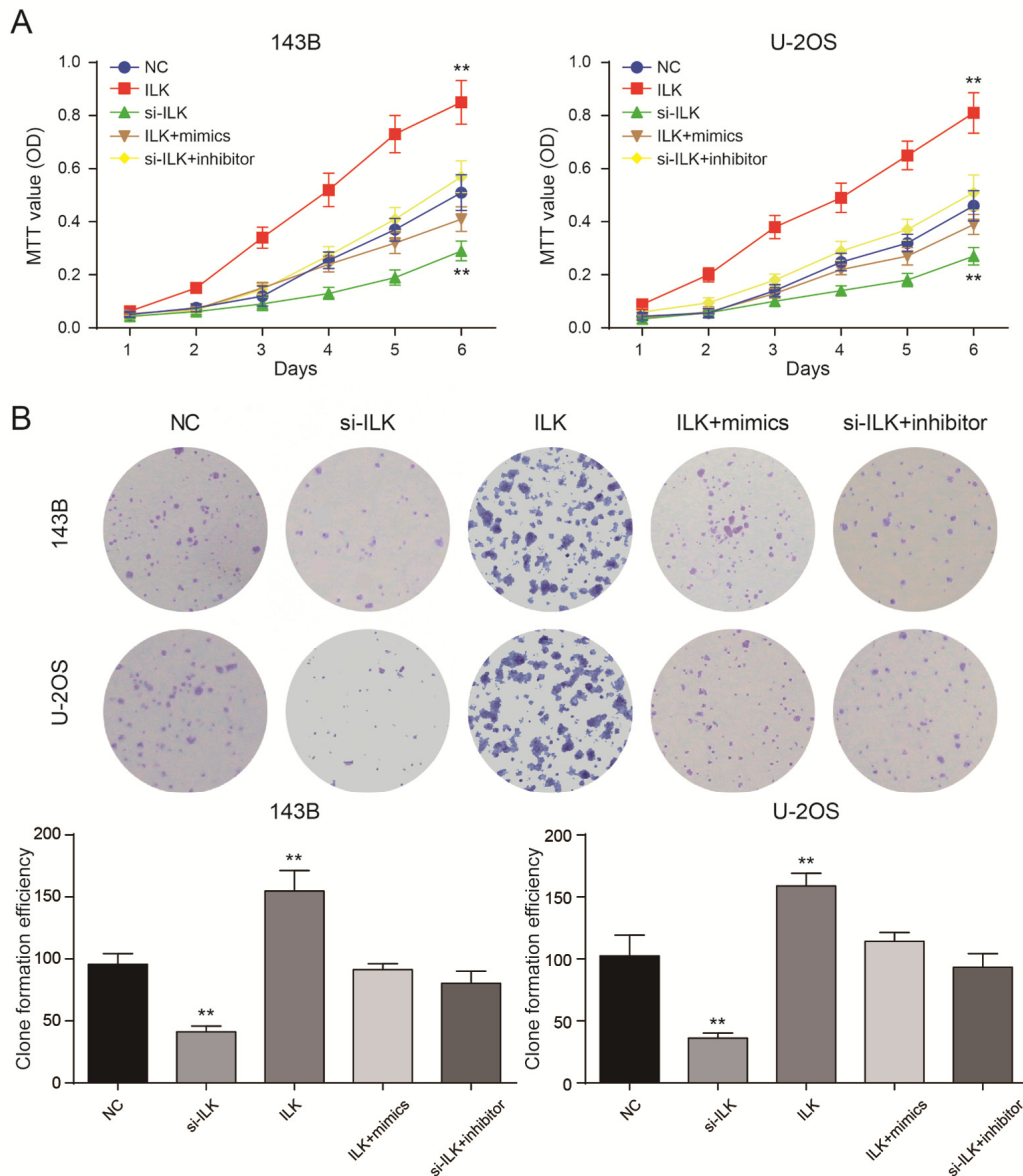 A
143B
1.0
0.8
0.6
0.4
0.2
0.0
MTT value (OD)
NC
ILK
si-ILK
ILK+mimics
si-ILK+inhibitor
**
**
1 2 3 4 5 6
Days
U-2OS
1.0
0.8
0.6
0.4
0.2
0.0
MTT value (OD)
NC
ILK
si-ILK
ILK+mimics
si-ILK+inhibitor
**
**
1 2 3 4 5 6
Days
B
NC si-ILK ILK ILK+mimics si-ILK+inhibitor
143B
U-2OS
143B
200
150
100
50
0
Clone formation efficiency
**
**
NC si-ILK ILK ILK+mimics si-ILK+inhibitor
U-2OS
200
150
100
50
0
Clone formation efficiency
**
**
NC si-ILK ILK ILK+mimics si-ILK+inhibitor